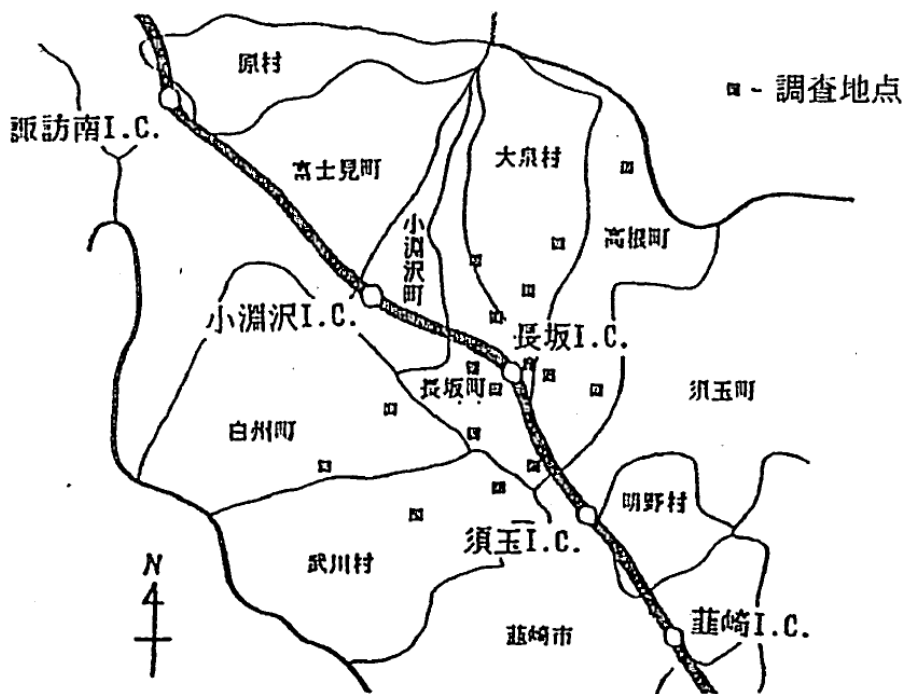 原村
■ - 調査地点
諏訪南I.C.
富士見町
大泉村
小淵沢町
高根町
小淵沢I.C.
長坂I.C.
長坂町
須玉町
白州町
明野村
須玉I.C.
武川村
N
韮崎市
韮崎I.C.